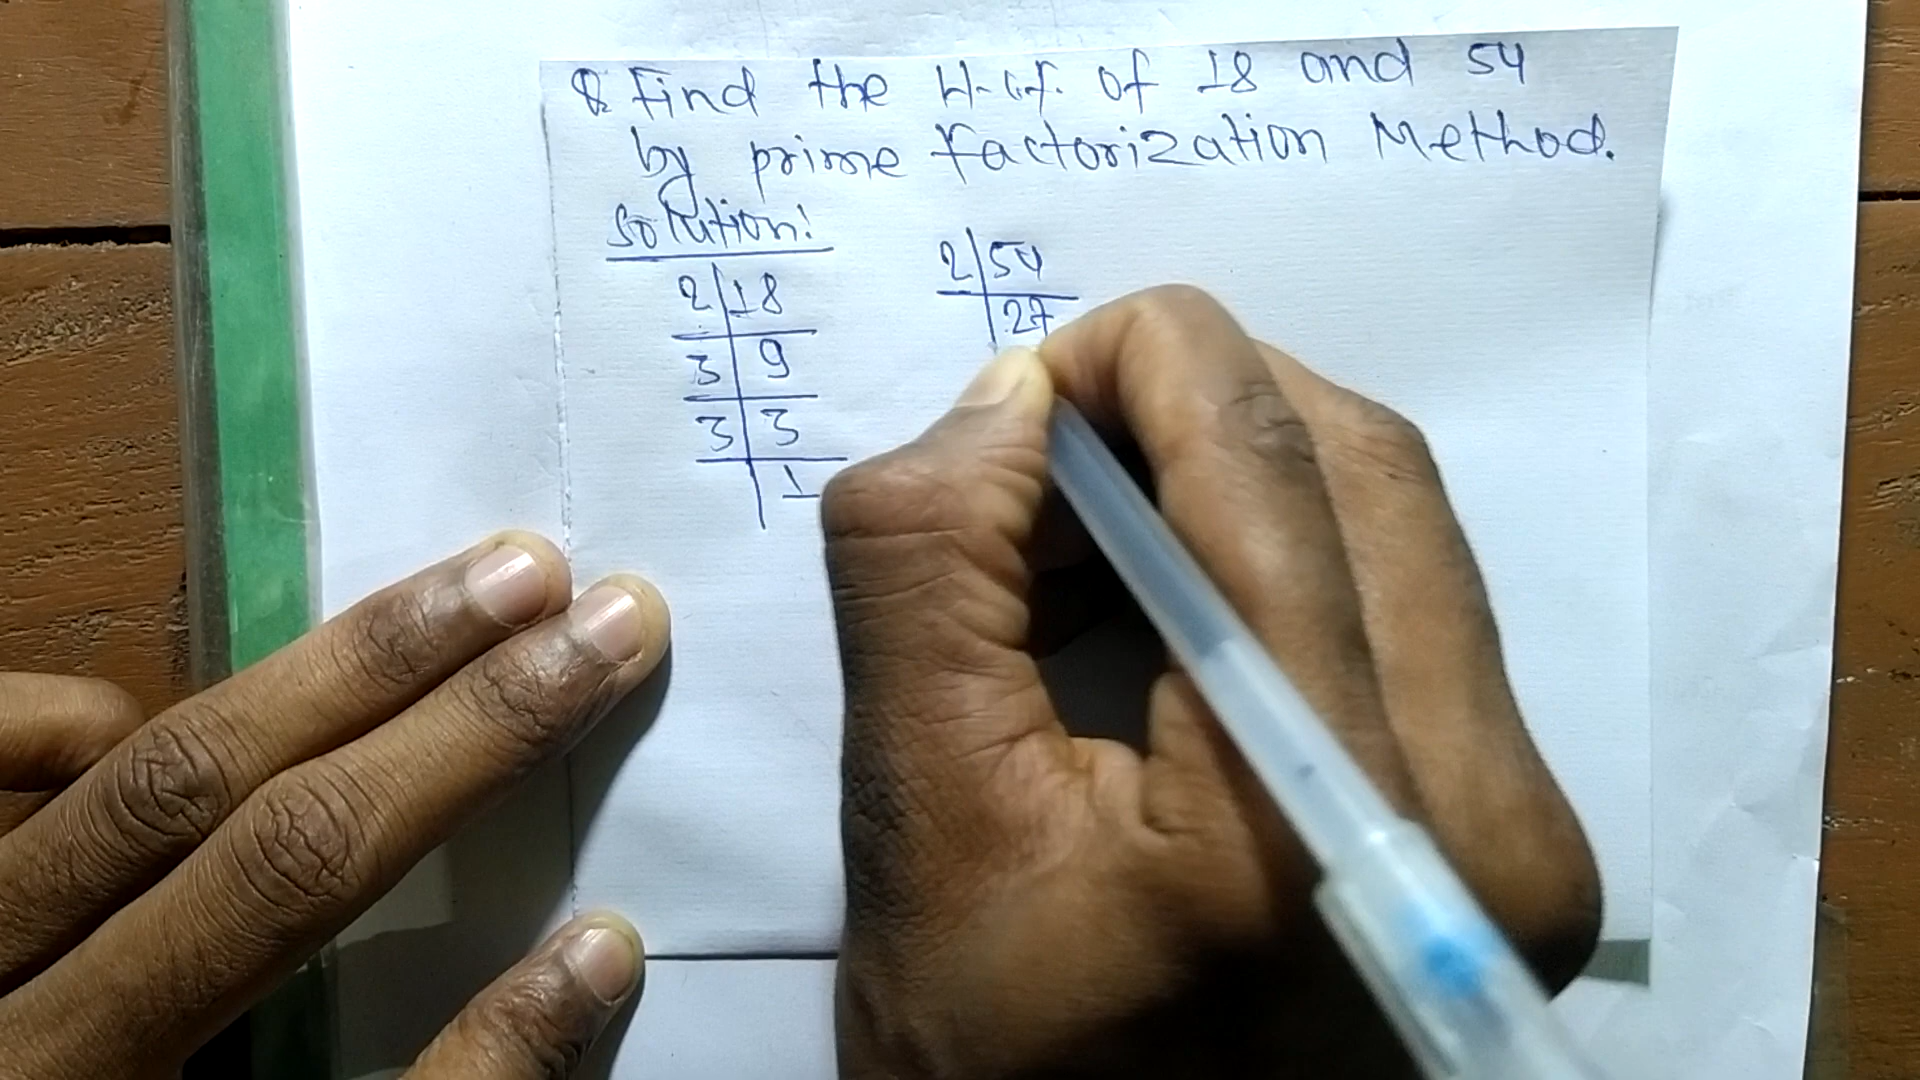 Q Find the H.C.F. of 18 and 54
by prime factorization Method.
Solution:
2 | 18
3 | 9
3 | 3
1
2 | 54
27